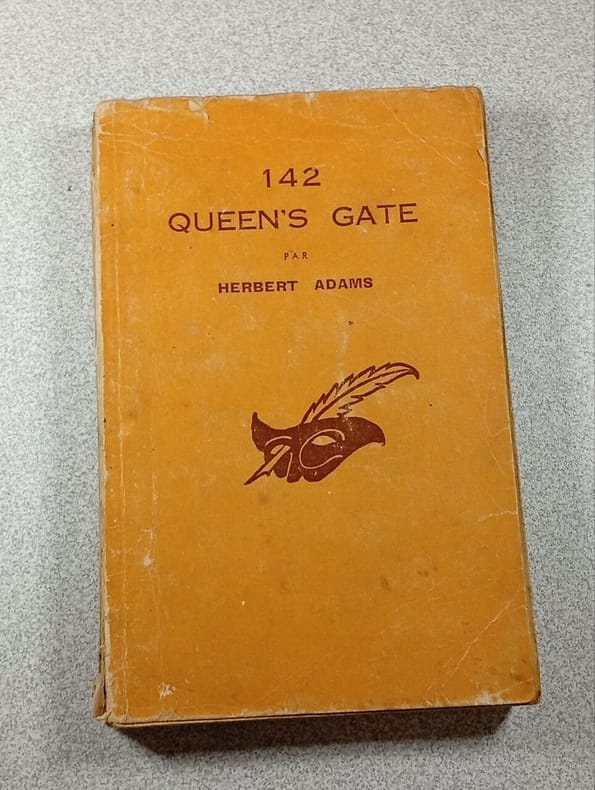 142
QUEEN'S GATE
PAR
HERBERT ADAMS